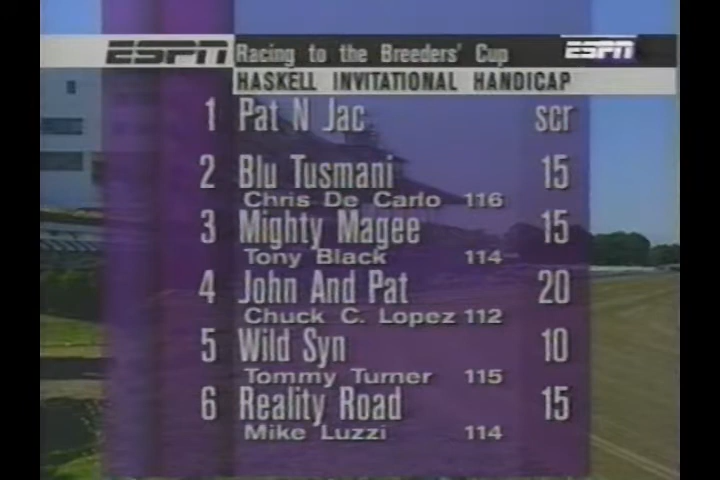 ESPN Racing to the Breeders' Cup ESPN
HASKELL INVITATIONAL HANDICAP
1 Pat N Jac scr
2 Blu Tusmani 15
Chris De Carlo 116
3 Mighty Magee 15
Tony Black 114
4 John And Pat 20
Chuck C. Lopez 112
5 Wild Syn 10
Tommy Turner 115
6 Reality Road 15
Mike Luzzi 114